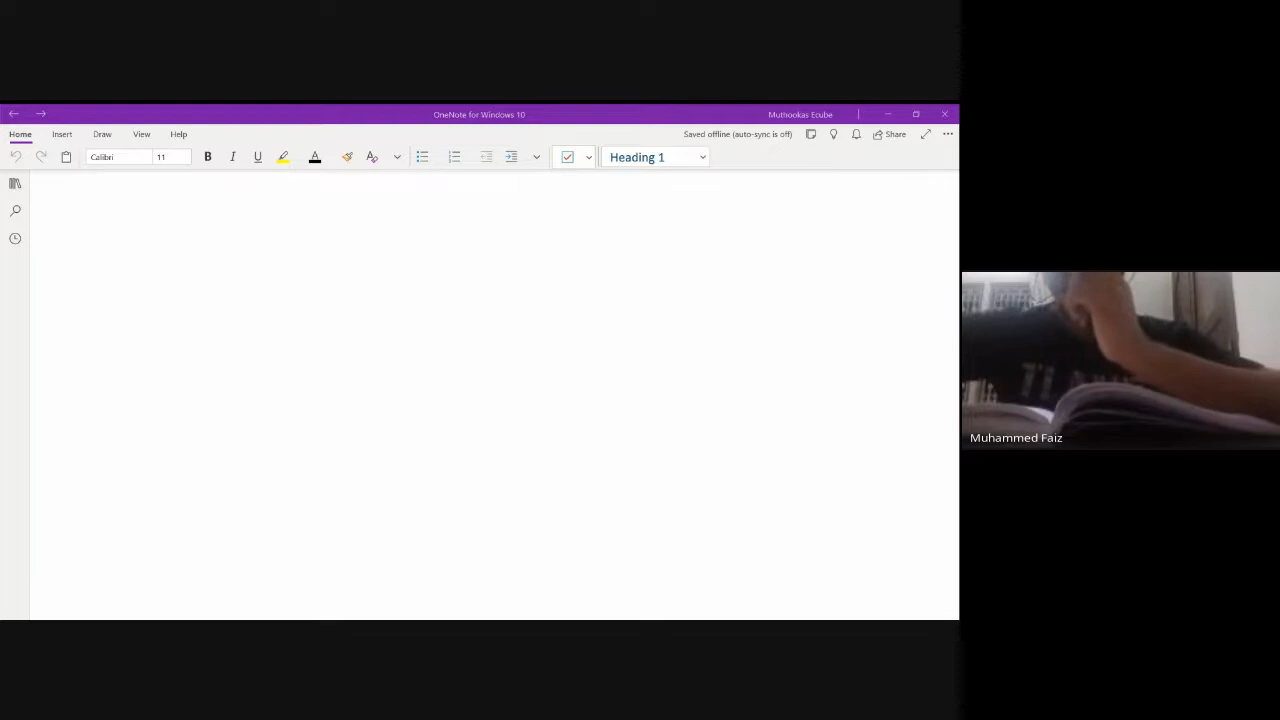 OneNote for Windows 10
Muthookas Ecube
Home Insert Draw View Help
Saved offline (auto-sync is off)
Share
Calibri 11 B I U A A Heading 1
Muhammed Faiz